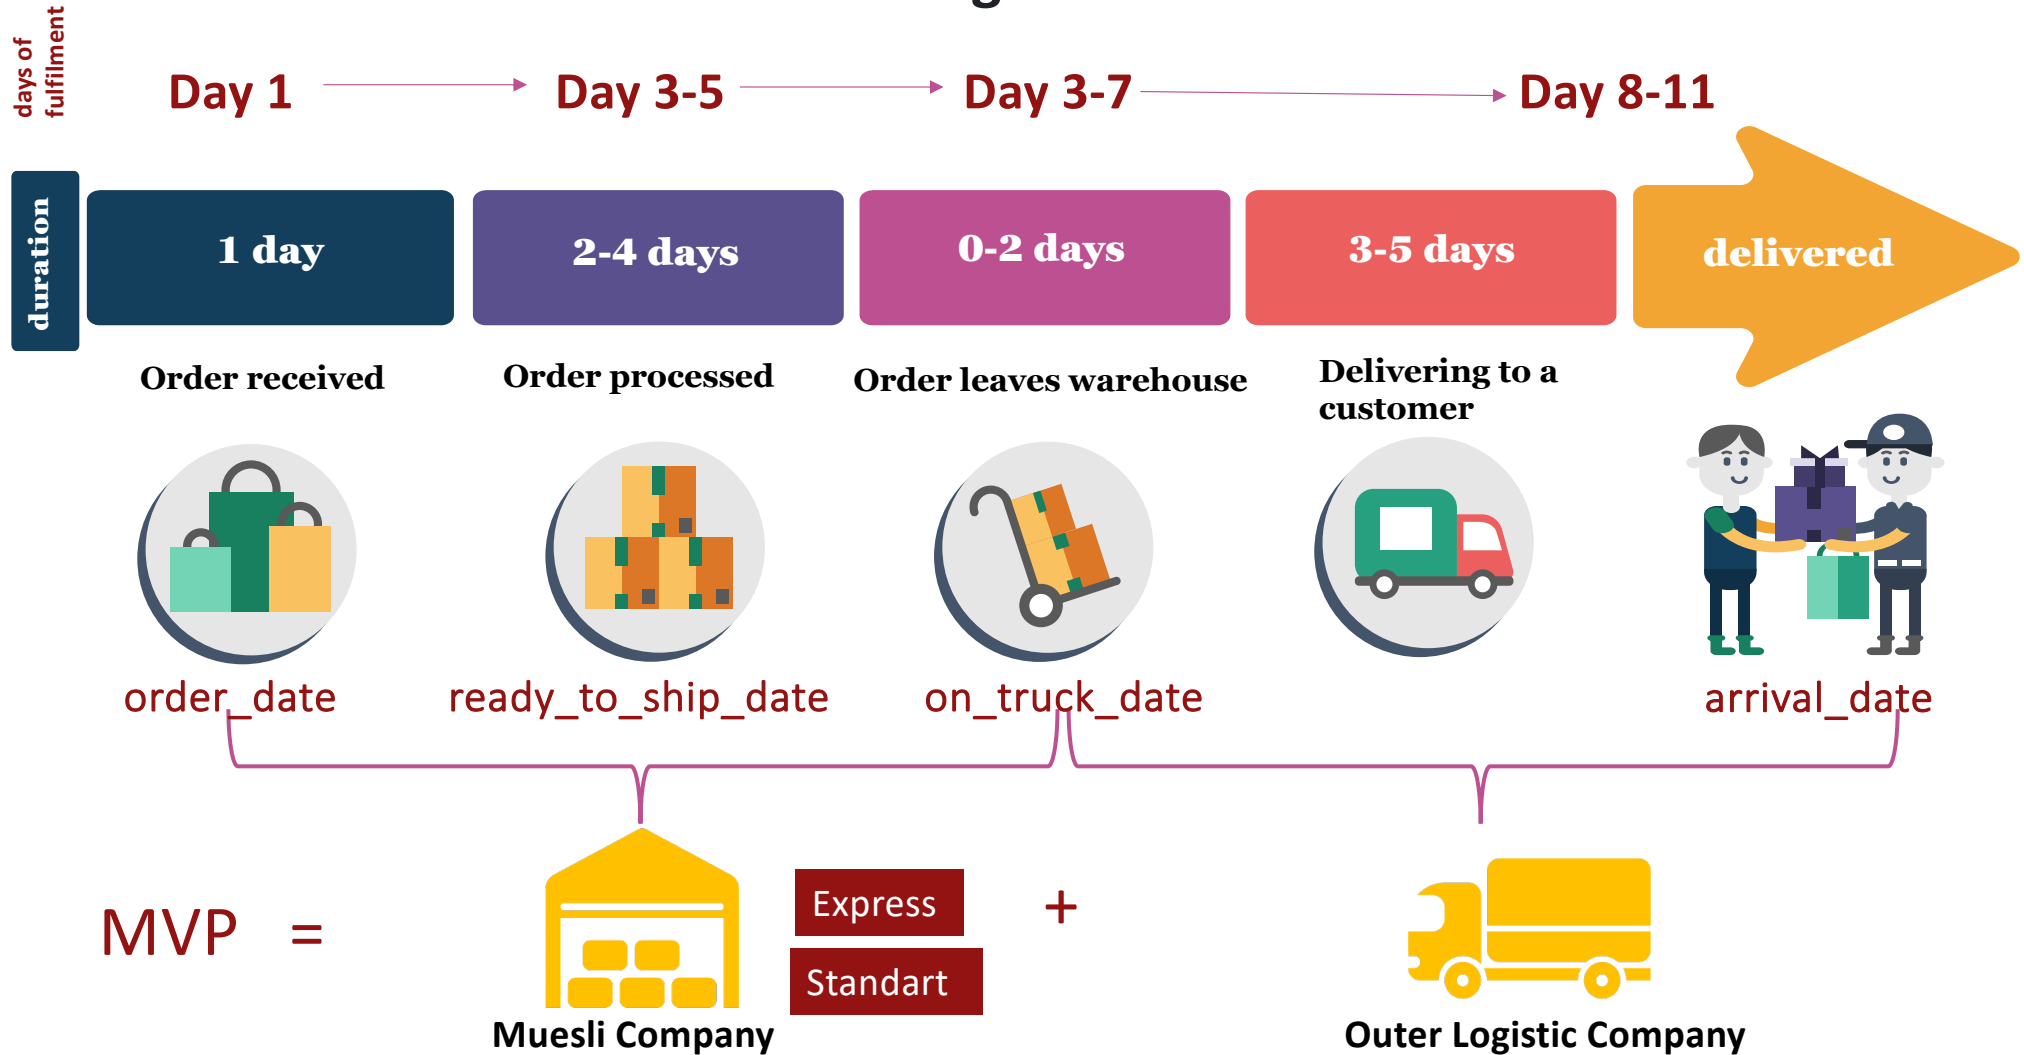 days of
fulfilment
Day 1
Day 3-5
Day 3-7
Day 8-11
duration
1 day
2-4 days
0-2 days
3-5 days
delivered
Order received
Order processed
Order leaves warehouse
Delivering to a
customer
order_date
ready_to_ship_date
on_truck_date
arrival_date
MVP =
Express
+
Standart
Muesli Company
Outer Logistic Company